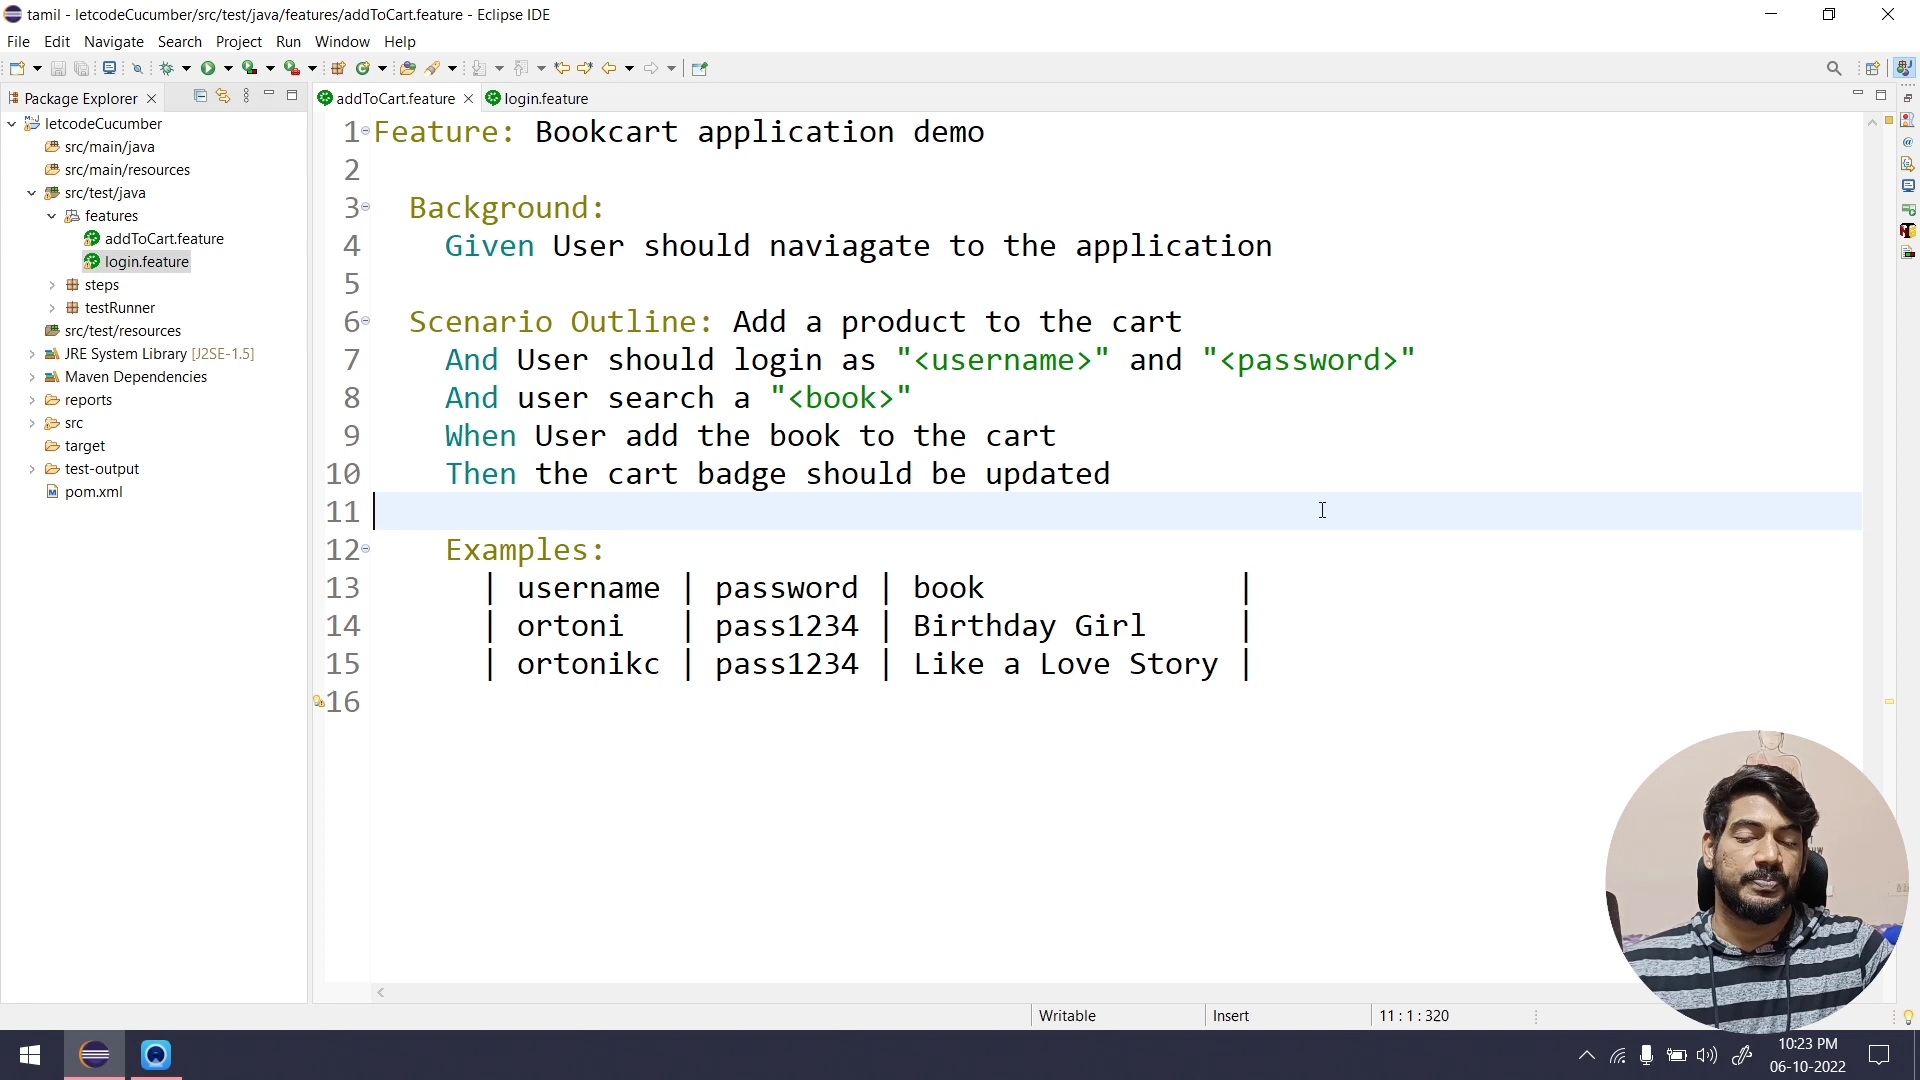 tamil - letcodeCucumber/src/test/java/features/addToCart.feature - Eclipse IDE
File Edit Navigate Search Project Run Window Help
Package Explorer
addToCart.feature
login.feature
letcodeCucumber
src/main/java
src/main/resources
src/test/java
features
addToCart.feature
login.feature
steps
testRunner
src/test/resources
JRE System Library [J2SE-1.5]
Maven Dependencies
reports
src
target
test-output
pom.xml
1 Feature: Bookcart application demo
2
3 Background:
4 Given User should naviagate to the application
5
6 Scenario Outline: Add a product to the cart
7 And User should login as "<username>" and "<password>"
8 And user search a "<book>"
9 When User add the book to the cart
10 Then the cart badge should be updated
11
12 Examples:
13 | username | password | book |
14 | ortoni | pass1234 | Birthday Girl |
15 | ortonikc | pass1234 | Like a Love Story |
16
Writable Insert 11 : 1 : 320
10:23 PM
06-10-2022